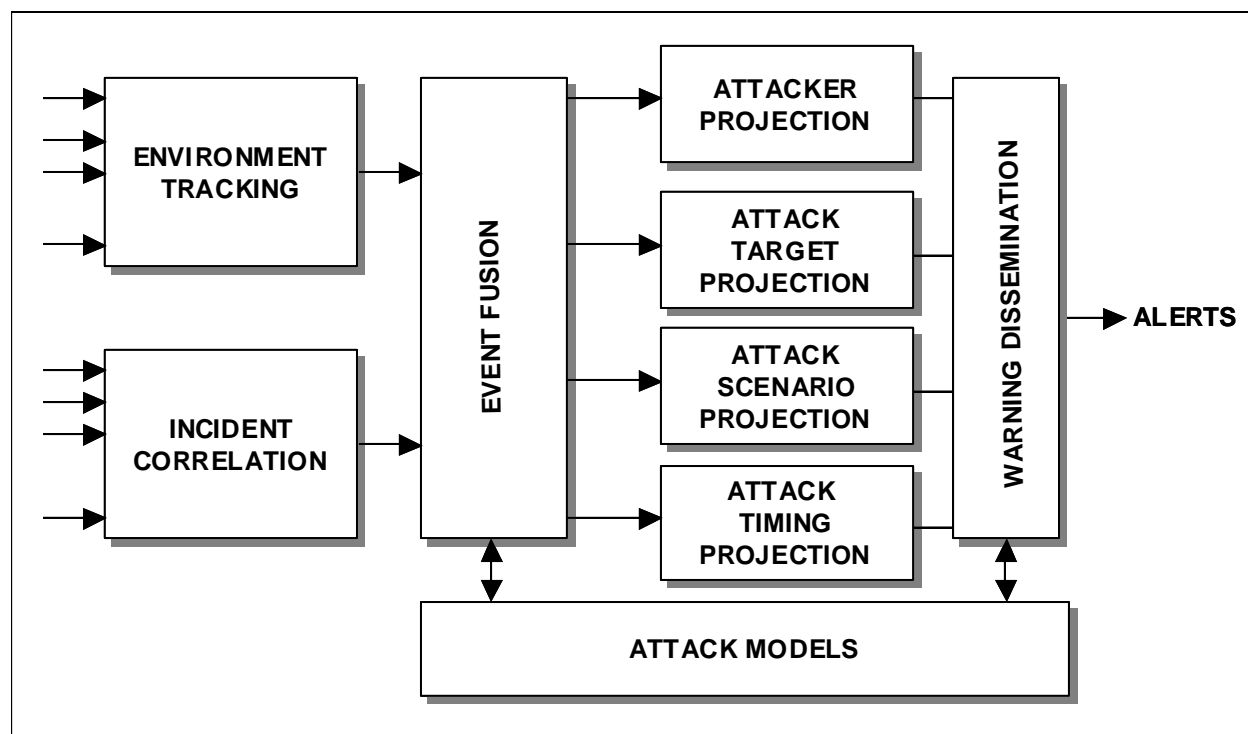 ENVIRONMENT
TRACKING
INCIDENT
CORRELATION
EVENT FUSION
ATTACKER
PROJECTION
ATTACK
TARGET
PROJECTION
ATTACK
SCENARIO
PROJECTION
ATTACK
TIMING
PROJECTION
WARNING DISSEMINATION
ALERTS
ATTACK MODELS